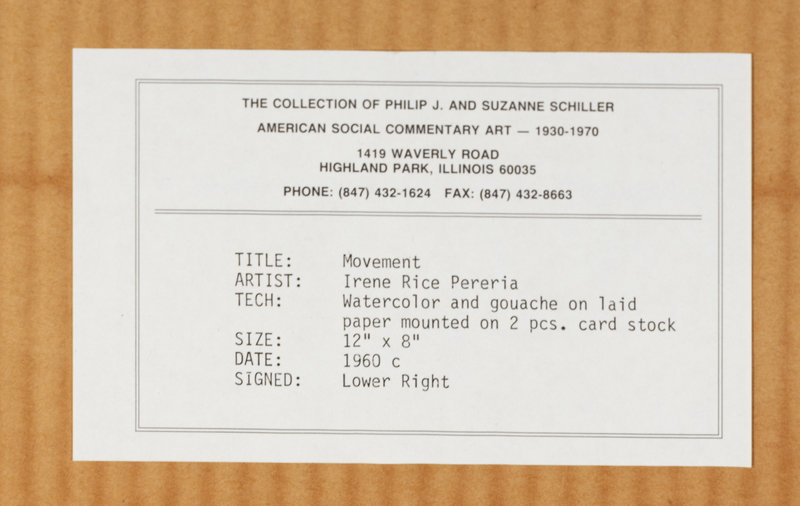 THE COLLECTION OF PHILIP J. AND SUZANNE SCHILLER
AMERICAN SOCIAL COMMENTARY ART — 1930-1970
1419 WAVERLY ROAD
HIGHLAND PARK, ILLINOIS 60035
PHONE: (847) 432-1624 FAX: (847) 432-8663
TITLE: Movement
ARTIST: Irene Rice Pereria
TECH: Watercolor and gouache on laid
paper mounted on 2 pcs. card stock
SIZE: 12" x 8"
DATE: 1960 c
SIGNED: Lower Right